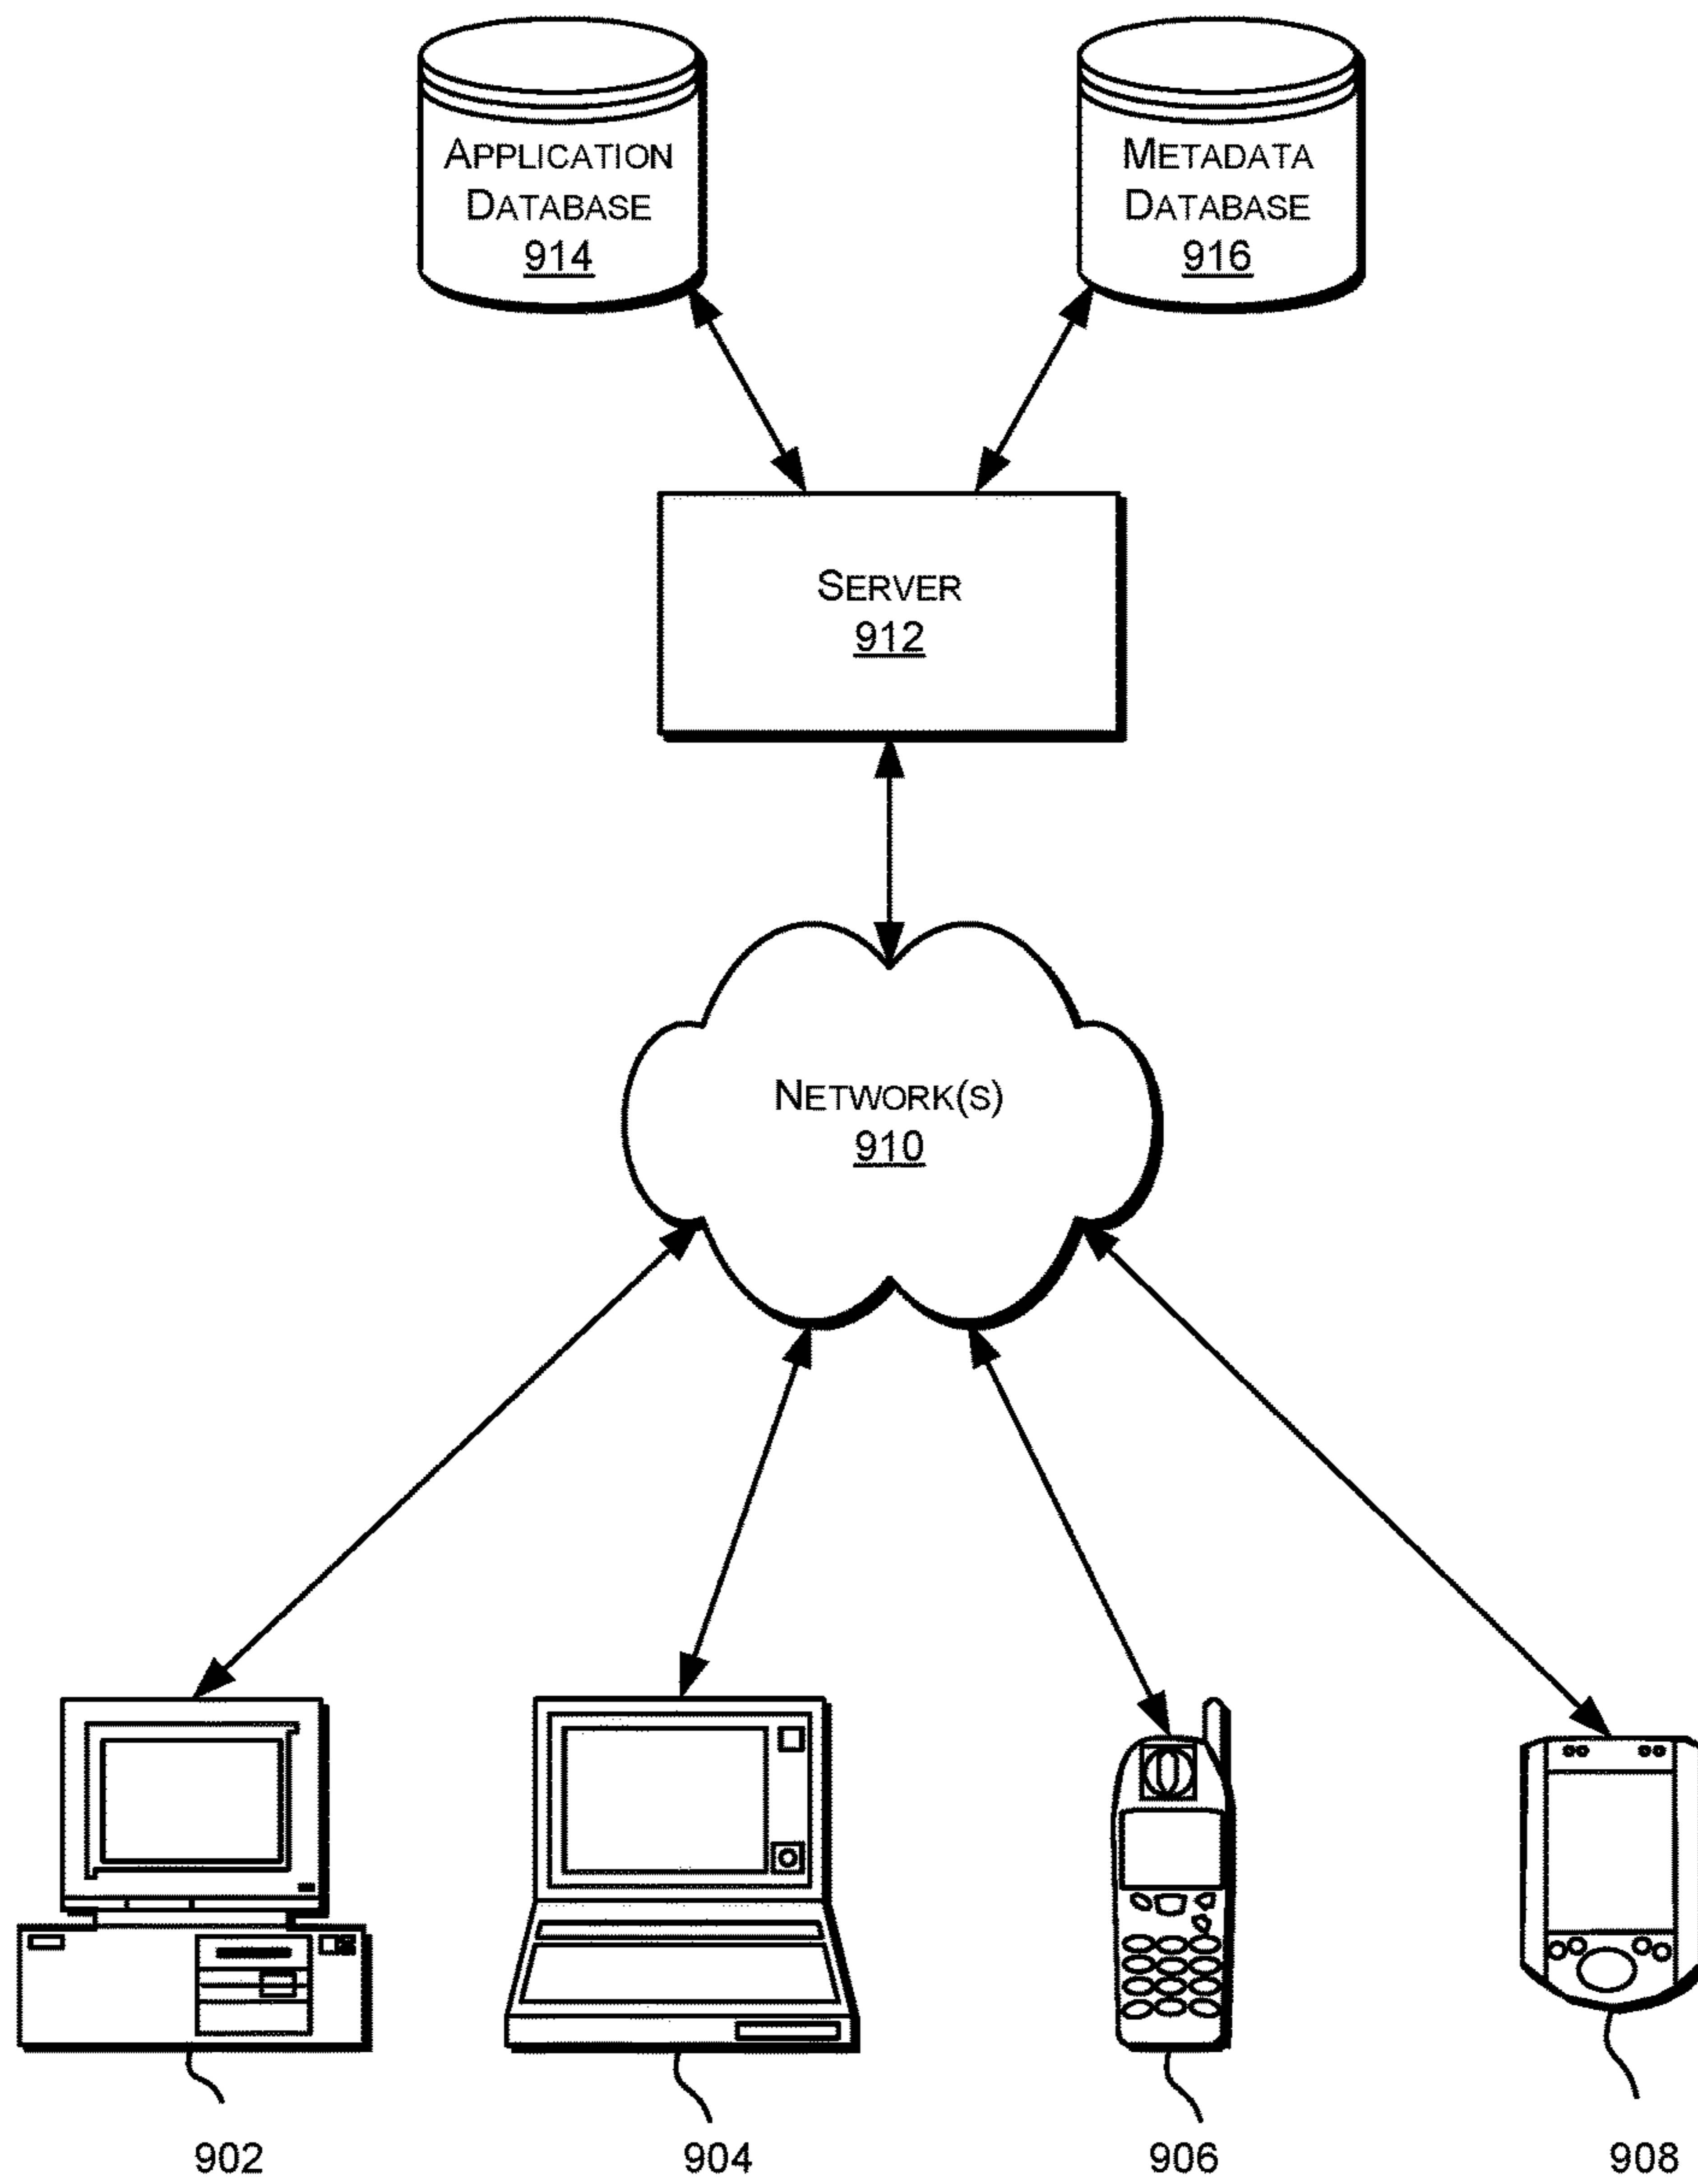 APPLICATION
DATABASE
914
METADATA
DATABASE
916
SERVER
912
NETWORK(S)
910
902
904
906
908